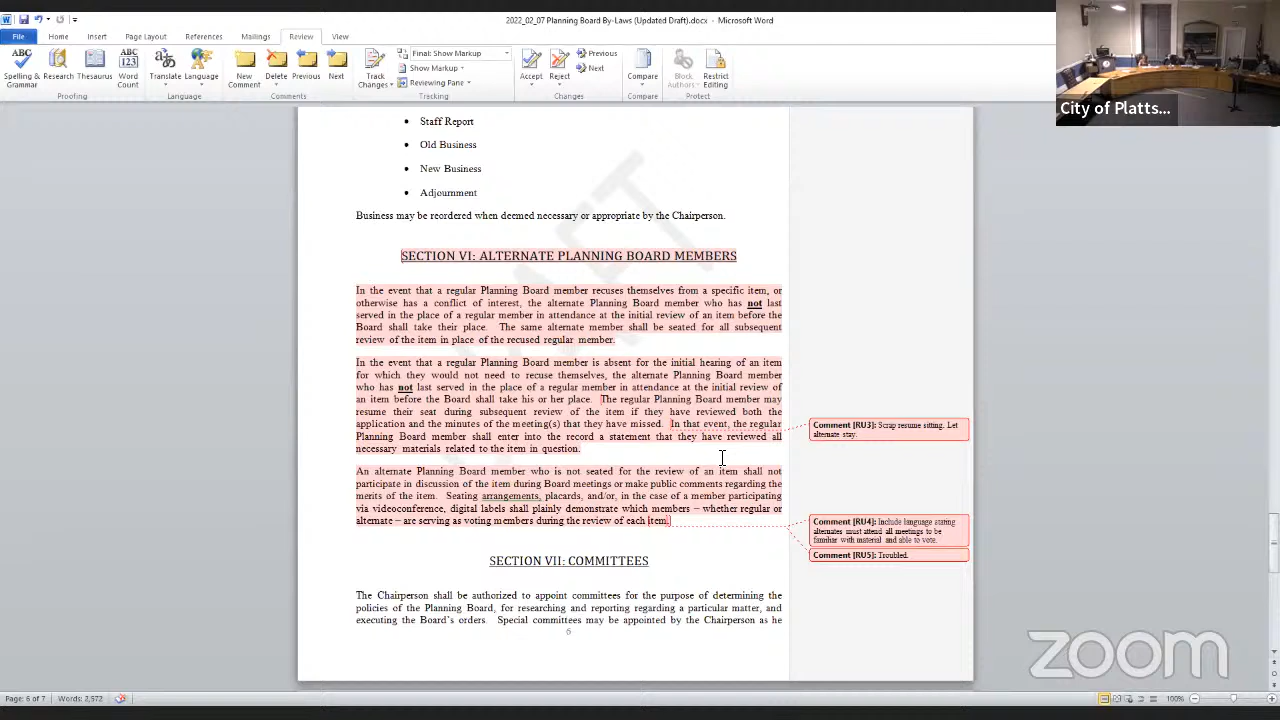 2022_02_07 Planning Board By-Laws (Updated Draft).docx - Microsoft Word
File Home Insert Page Layout References Mailings Review View
Spelling & Grammar
Research
Thesaurus
Word Count
Translate
Language
New Comment
Delete
Previous
Next
Track Changes
Final: Show Markup
Show Markup
Reviewing Pane
Accept
Reject
Previous
Next
Compare
Block Authors
Restrict Editing
Proofing Language Comments Tracking Changes Compare Protect
City of Platts...
• Staff Report
• Old Business
• New Business
• Adjournment
Business may be reordered when deemed necessary or appropriate by the Chairperson.
SECTION VI: ALTERNATE PLANNING BOARD MEMBERS
In the event that a regular Planning Board member recuses themselves from a specific item, or
otherwise has a conflict of interest, the alternate Planning Board member who has not last
served in the place of a regular member in attendance at the initial review of an item before the
Board shall take their place. The same alternate member shall be seated for all subsequent
review of the item in place of the recused regular member.
In the event that a regular Planning Board member is absent for the initial hearing of an item
for which they would not need to recuse themselves, the alternate Planning Board member
who has not last served in the place of a regular member in attendance at the initial review of
an item before the Board shall take his or her place. The regular Planning Board member may
resume their seat during subsequent review of the item if they have reviewed both the
application and the minutes of the meeting(s) that they have missed. In that event, the regular
Planning Board member shall enter into the record a statement that they have reviewed all
necessary materials related to the item in question.
An alternate Planning Board member who is not seated for the review of an item shall not
participate in discussion of the item during Board meetings or make public comments regarding the
merits of the item. Seating arrangements, placards, and/or, in the case of a member participating
via videoconference, digital labels shall plainly demonstrate which members – whether regular or
alternate – are serving as voting members during the review of each item.
Comment [RU3]: Scrap resume sitting. Let
alternate stay.
Comment [RU4]: Include language stating
alternates must attend all meetings to be
familiar with material and able to vote.
Comment [RU5]: Troubled.
SECTION VII: COMMITTEES
The Chairperson shall be authorized to appoint committees for the purpose of determining the
policies of the Planning Board, for researching and reporting regarding a particular matter, and
executing the Board's orders. Special committees may be appointed by the Chairperson as he
6
DRAFT
zoom
Page: 6 of 7 Words: 2,572 100%